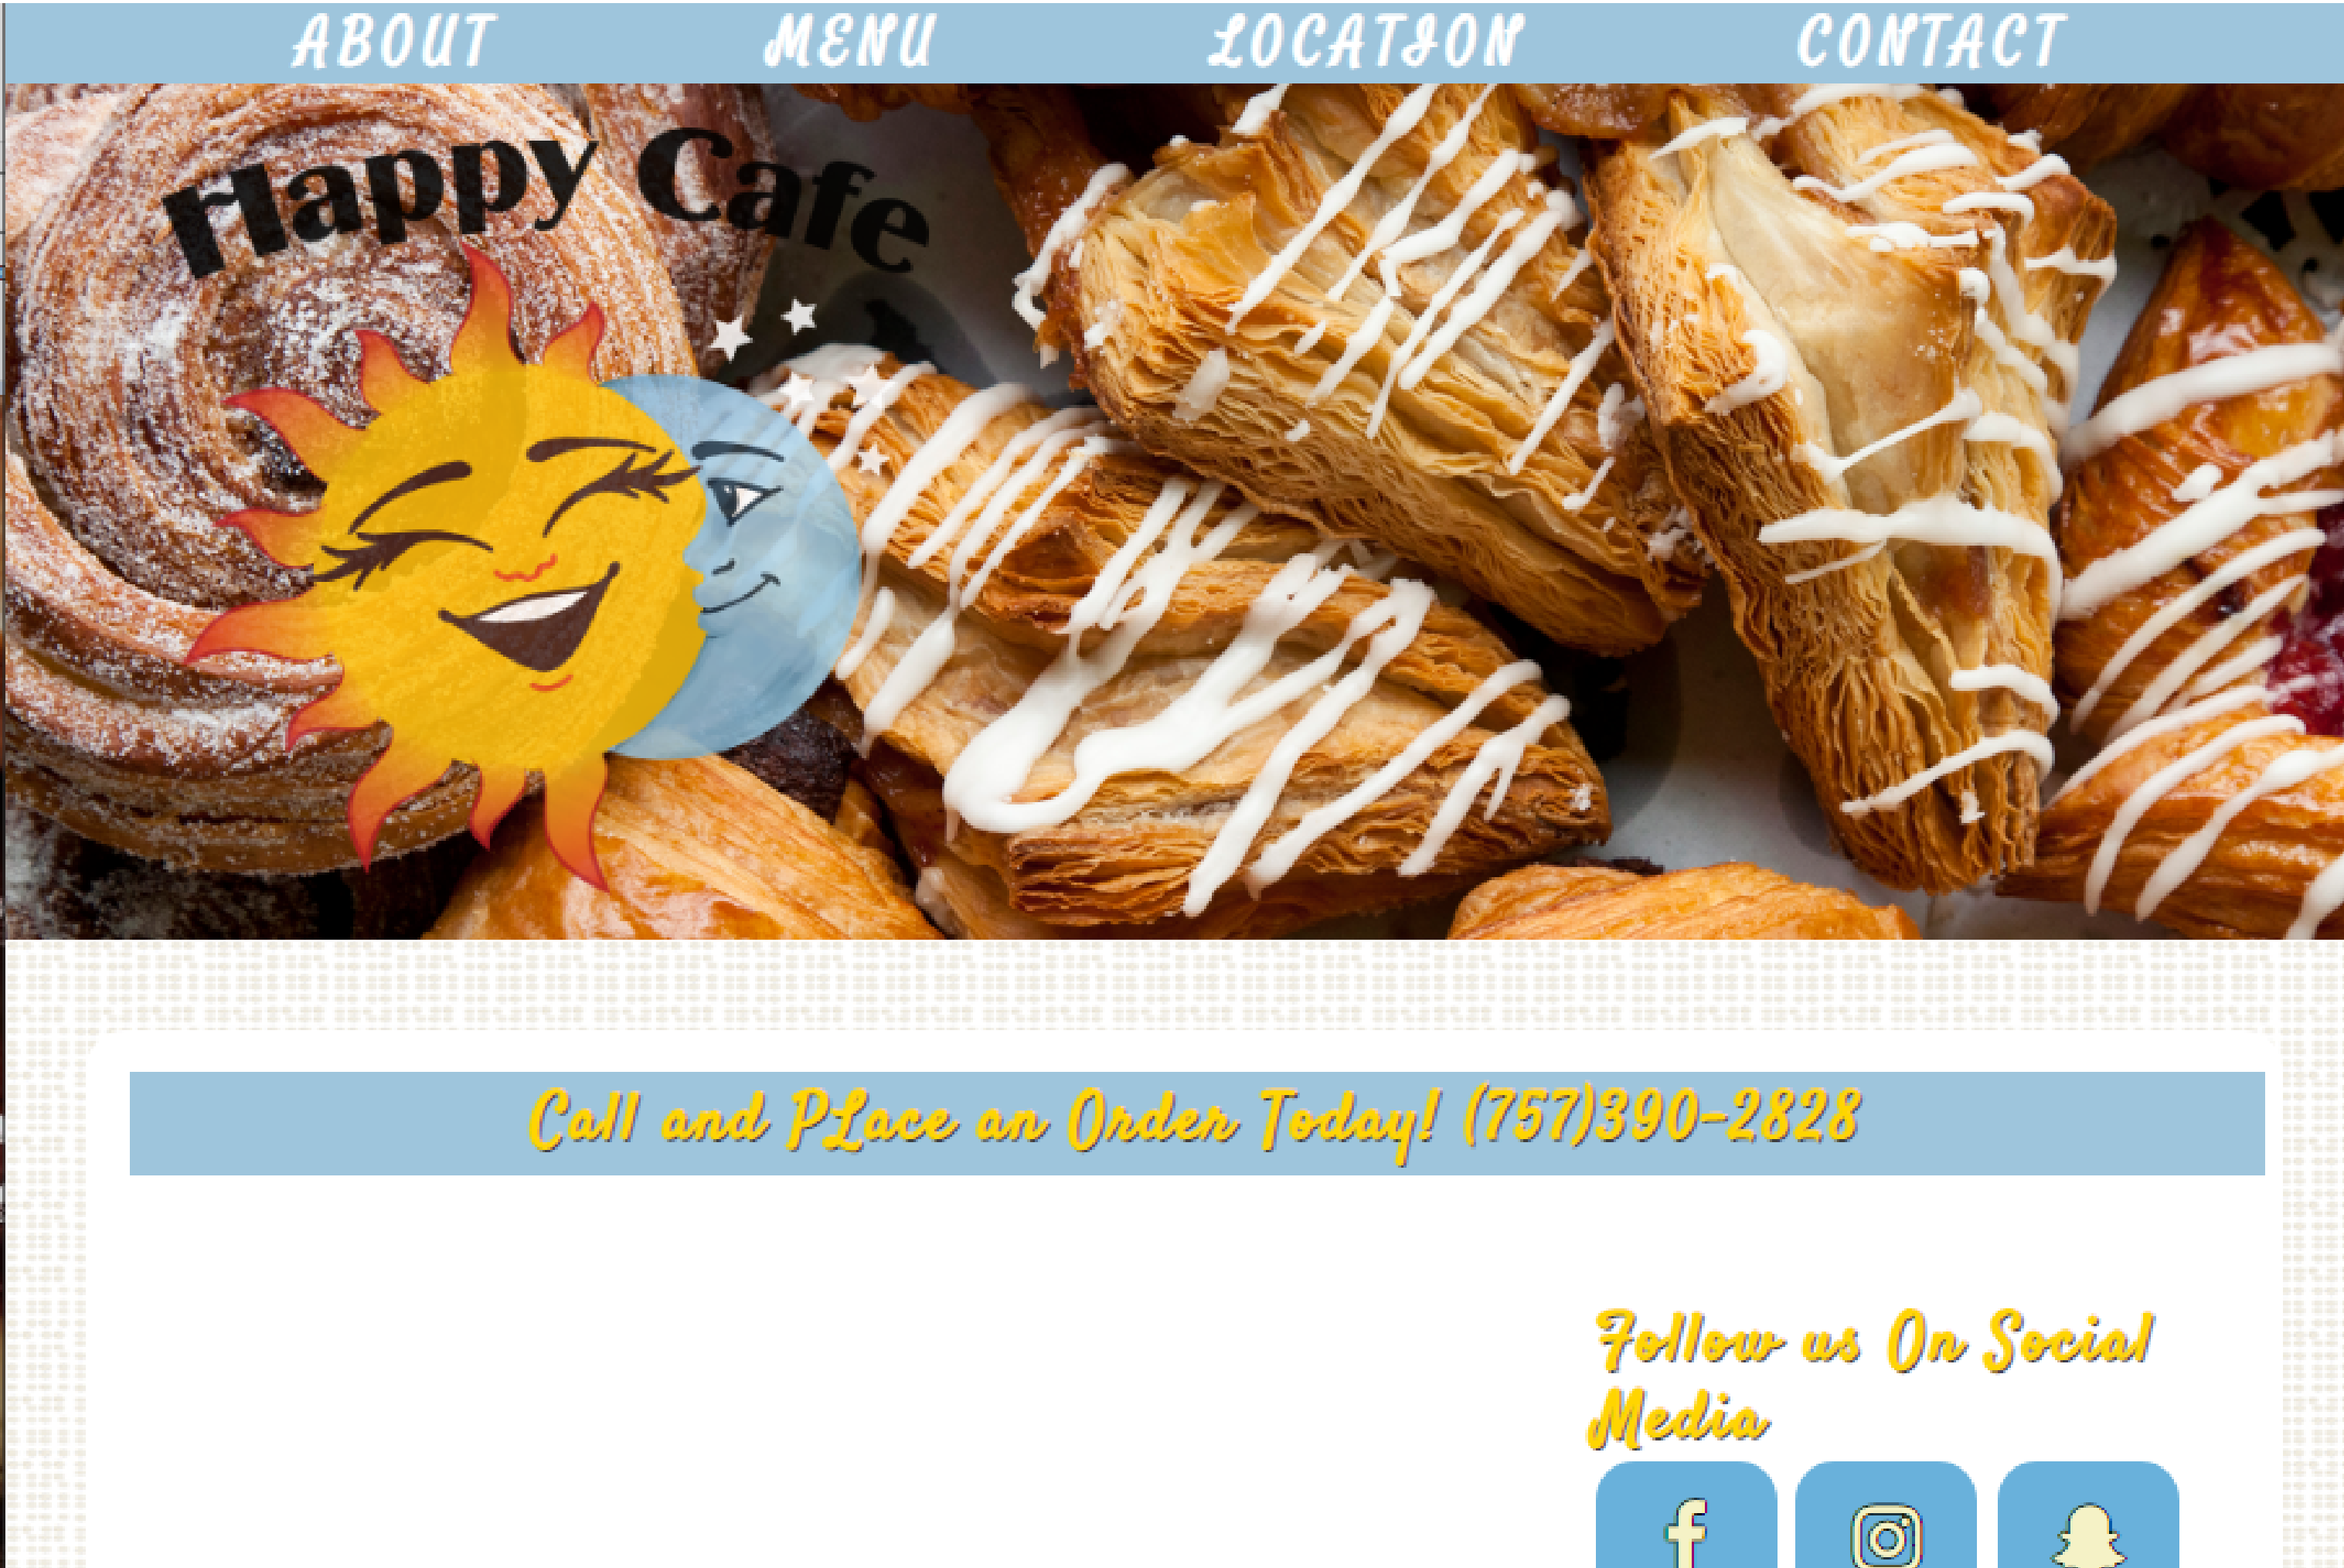 ABOUT MENU LOCATION CONTACT
Happy Cafe
Call and PLace an Order Today! (757)390-2828
Follow us On Social
Media